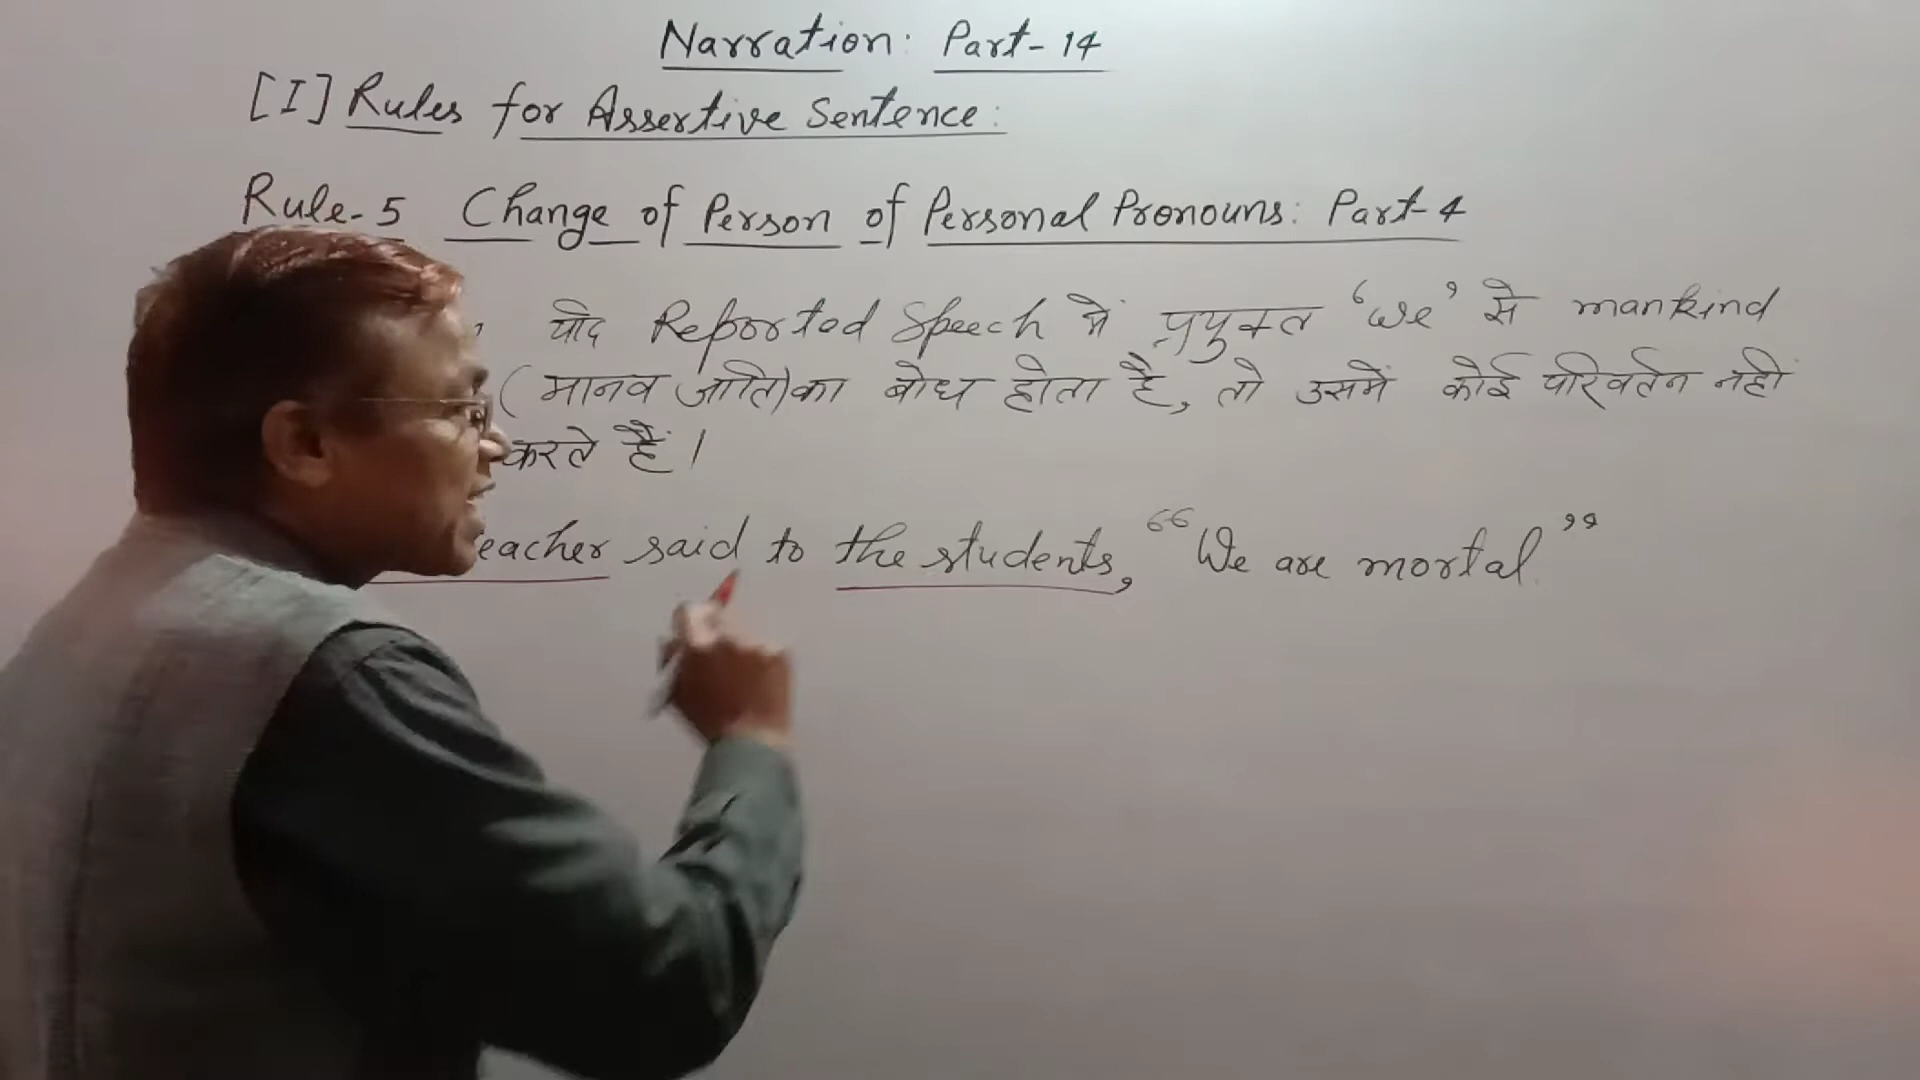 Narration: Part-14
[I] Rules for Assertive Sentence:
Rule-5 Change of Person of Personal Pronouns: Part-4
यदि Reported Speech में प्रयुक्त ‘We’ से mankind
(मानव जाति) का बोध होता है, तो उसमें कोई परिवर्तन नहीं
करते हैं।
eacher said to the students, “We are mortal.”